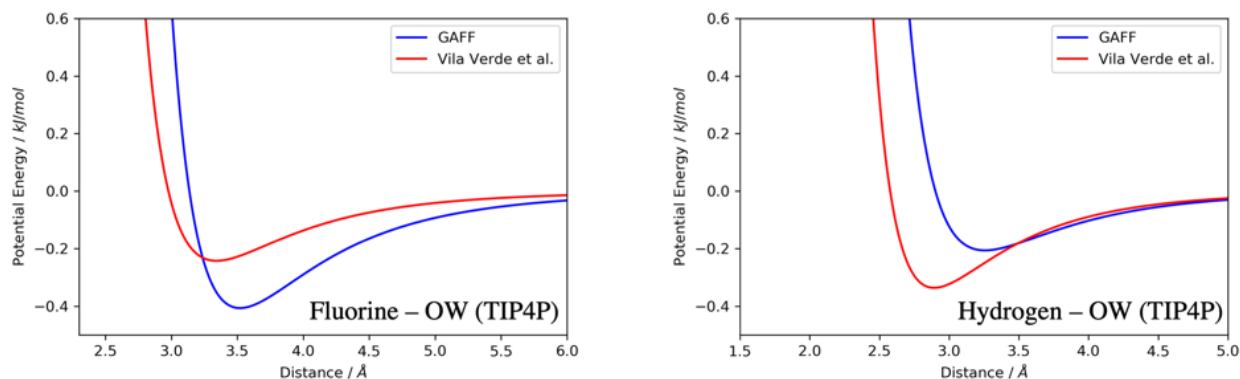 0.6
0.4
0.2
0.0
−0.2
−0.4
Potential Energy / kJ/mol
GAFF
Vila Verde et al.
Fluorine – OW (TIP4P)
2.5 3.0 3.5 4.0 4.5 5.0 5.5 6.0
Distance / Å
0.6
0.4
0.2
0.0
−0.2
−0.4
Potential Energy / kJ/mol
GAFF
Vila Verde et al.
Hydrogen – OW (TIP4P)
1.5 2.0 2.5 3.0 3.5 4.0 4.5 5.0
Distance / Å